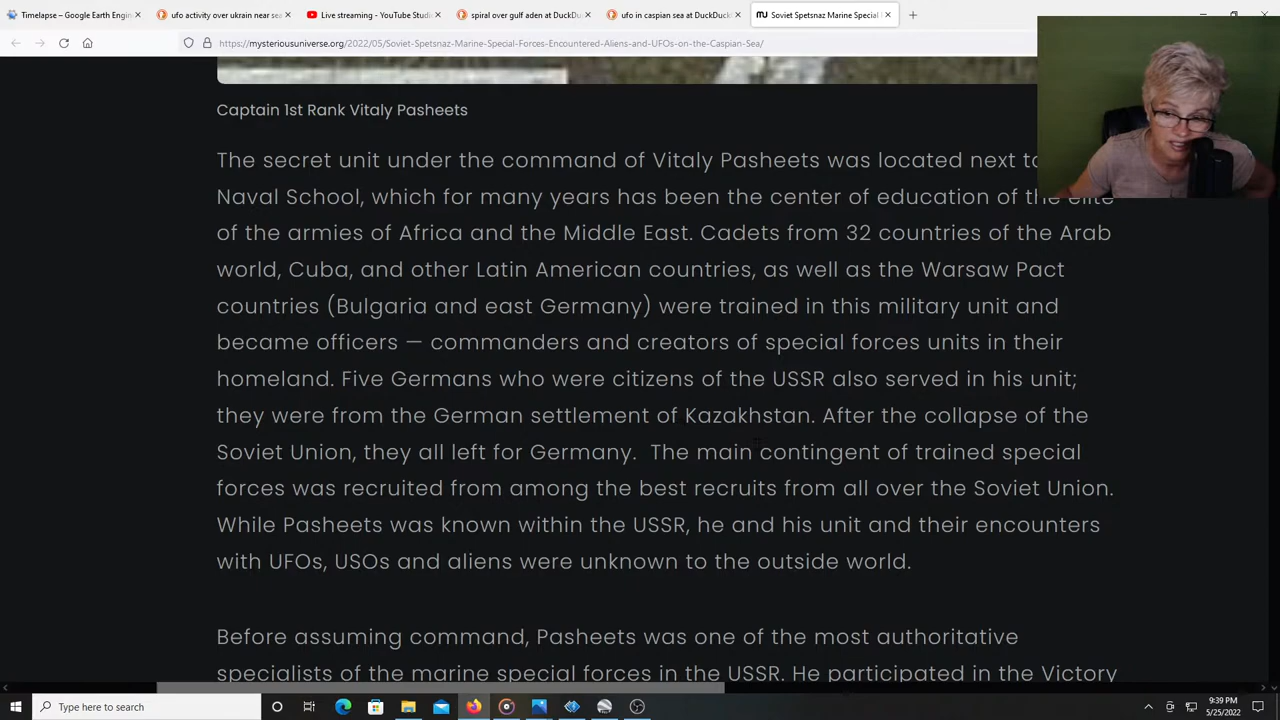 Timelapse – Google Earth Engin
ufo activity over ukrain near sea
Live streaming - YouTube Studi
spiral over gulf aden at DuckDu
ufo in caspian sea at DuckDuck
Soviet Spetsnaz Marine Special
https://mysteriousuniverse.org/2022/05/Soviet-Spetsnaz-Marine-Special-Forces-Encountered-Aliens-and-UFOs-on-the-Caspian-Sea/
Captain 1st Rank Vitaly Pasheets
The secret unit under the command of Vitaly Pasheets was located next
Naval School, which for many years has been the center of education of the elite
of the armies of Africa and the Middle East. Cadets from 32 countries of the Arab
world, Cuba, and other Latin American countries, as well as the Warsaw Pact
countries (Bulgaria and east Germany) were trained in this military unit and
became officers — commanders and creators of special forces units in their
homeland. Five Germans who were citizens of the USSR also served in his unit;
they were from the German settlement of Kazakhstan. After the collapse of the
Soviet Union, they all left for Germany.  The main contingent of trained special
forces was recruited from among the best recruits from all over the Soviet Union.
While Pasheets was known within the USSR, he and his unit and their encounters
with UFOs, USOs and aliens were unknown to the outside world.
Before assuming command, Pasheets was one of the most authoritative
specialists of the marine special forces in the USSR. He participated in the Victory
Type here to search
9:39 PM
5/25/2022